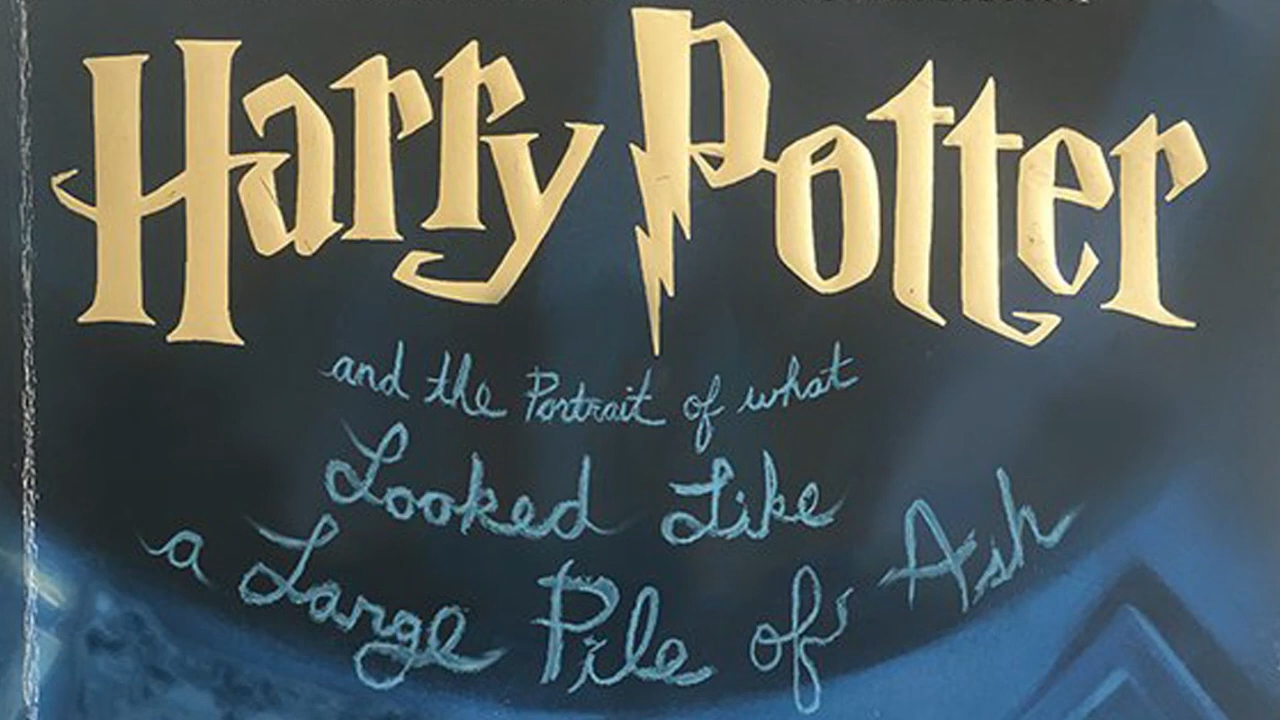 Harry Potter
and the Portrait of what
Looked Like
a Large Pile of Ash